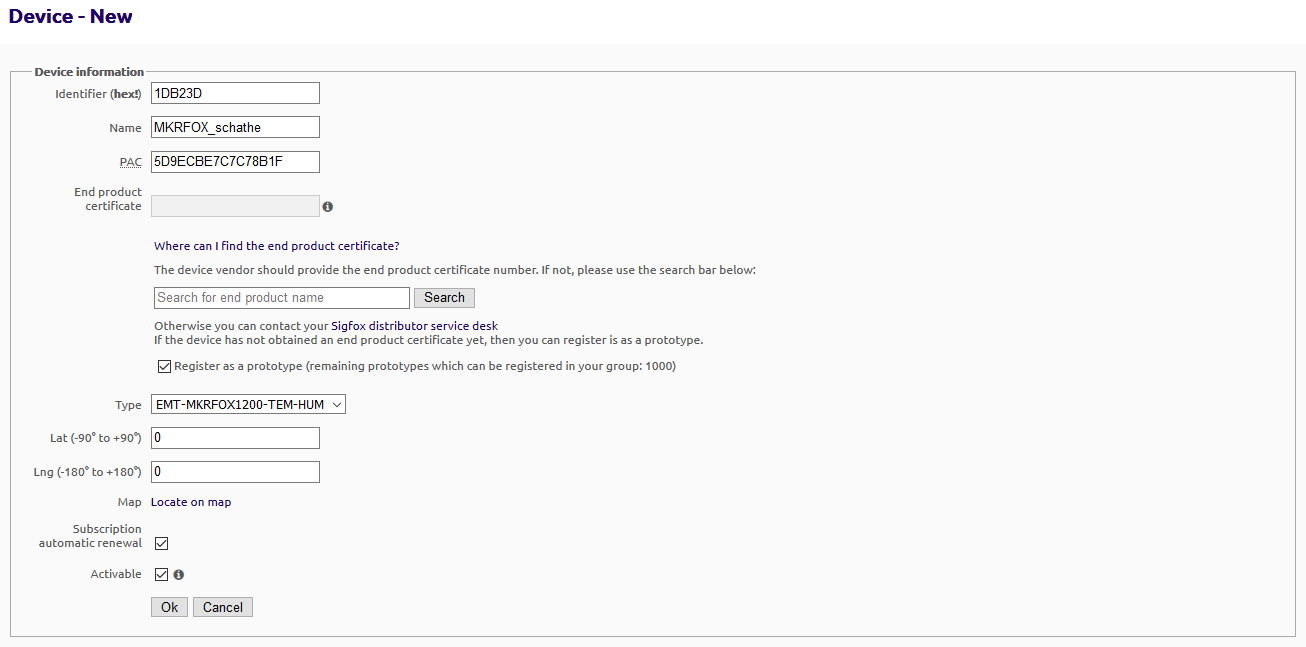 Device - New
Device information
Identifier (hex!) 1DB23D
Name MKRFOX_schathe
PAC 5D9ECBE7C7C78B1F
End product
certificate
Where can I find the end product certificate?
The device vendor should provide the end product certificate number. If not, please use the search bar below:
Search for end product name Search
Otherwise you can contact your Sigfox distributor service desk
If the device has not obtained an end product certificate yet, then you can register is as a prototype.
Register as a prototype (remaining prototypes which can be registered in your group: 1000)
Type EMT-MKRFOX1200-TEM-HUM
Lat (-90° to +90°) 0
Lng (-180° to +180°) 0
Map Locate on map
Subscription
automatic renewal
Activable
Ok Cancel